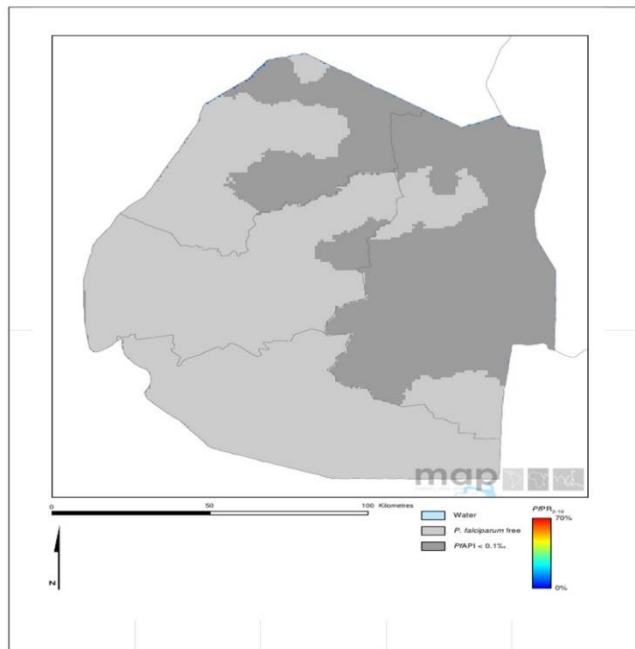 map
0 50 100 Kilometres
Water
P. falciparum free
PfAPI < 0.1‰
PfPR2-10
70%
0%
N